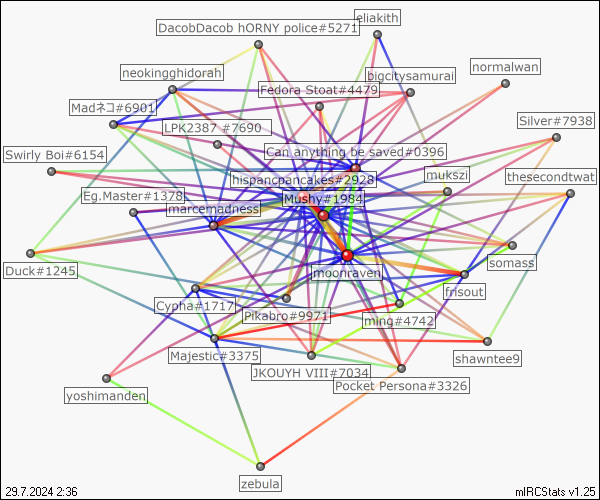 eliakith
DacobDacob hORNY police#5271
normalwan
neokingghidorah
bigcitysamurai
Fedora Stoat#4479
Madネコ#6901
Silver#7938
LPK2387 #7690
Can anything be saved#0396
Swirly Boi#6154
mukszi
hispancpancakes#2928
thesecondtwat
Eg.Master#1378
Mushy#1984
marcemadness
somass
Duck#1245
moonraven
frisout
Cypha#1717
Pikabro#9971
ming#4742
Majestic#3375
shawntee9
JKOUYH VIII#7034
Pocket Persona#3326
yoshimanden
zebula
29.7.2024 2:36
mIRCStats v1.25